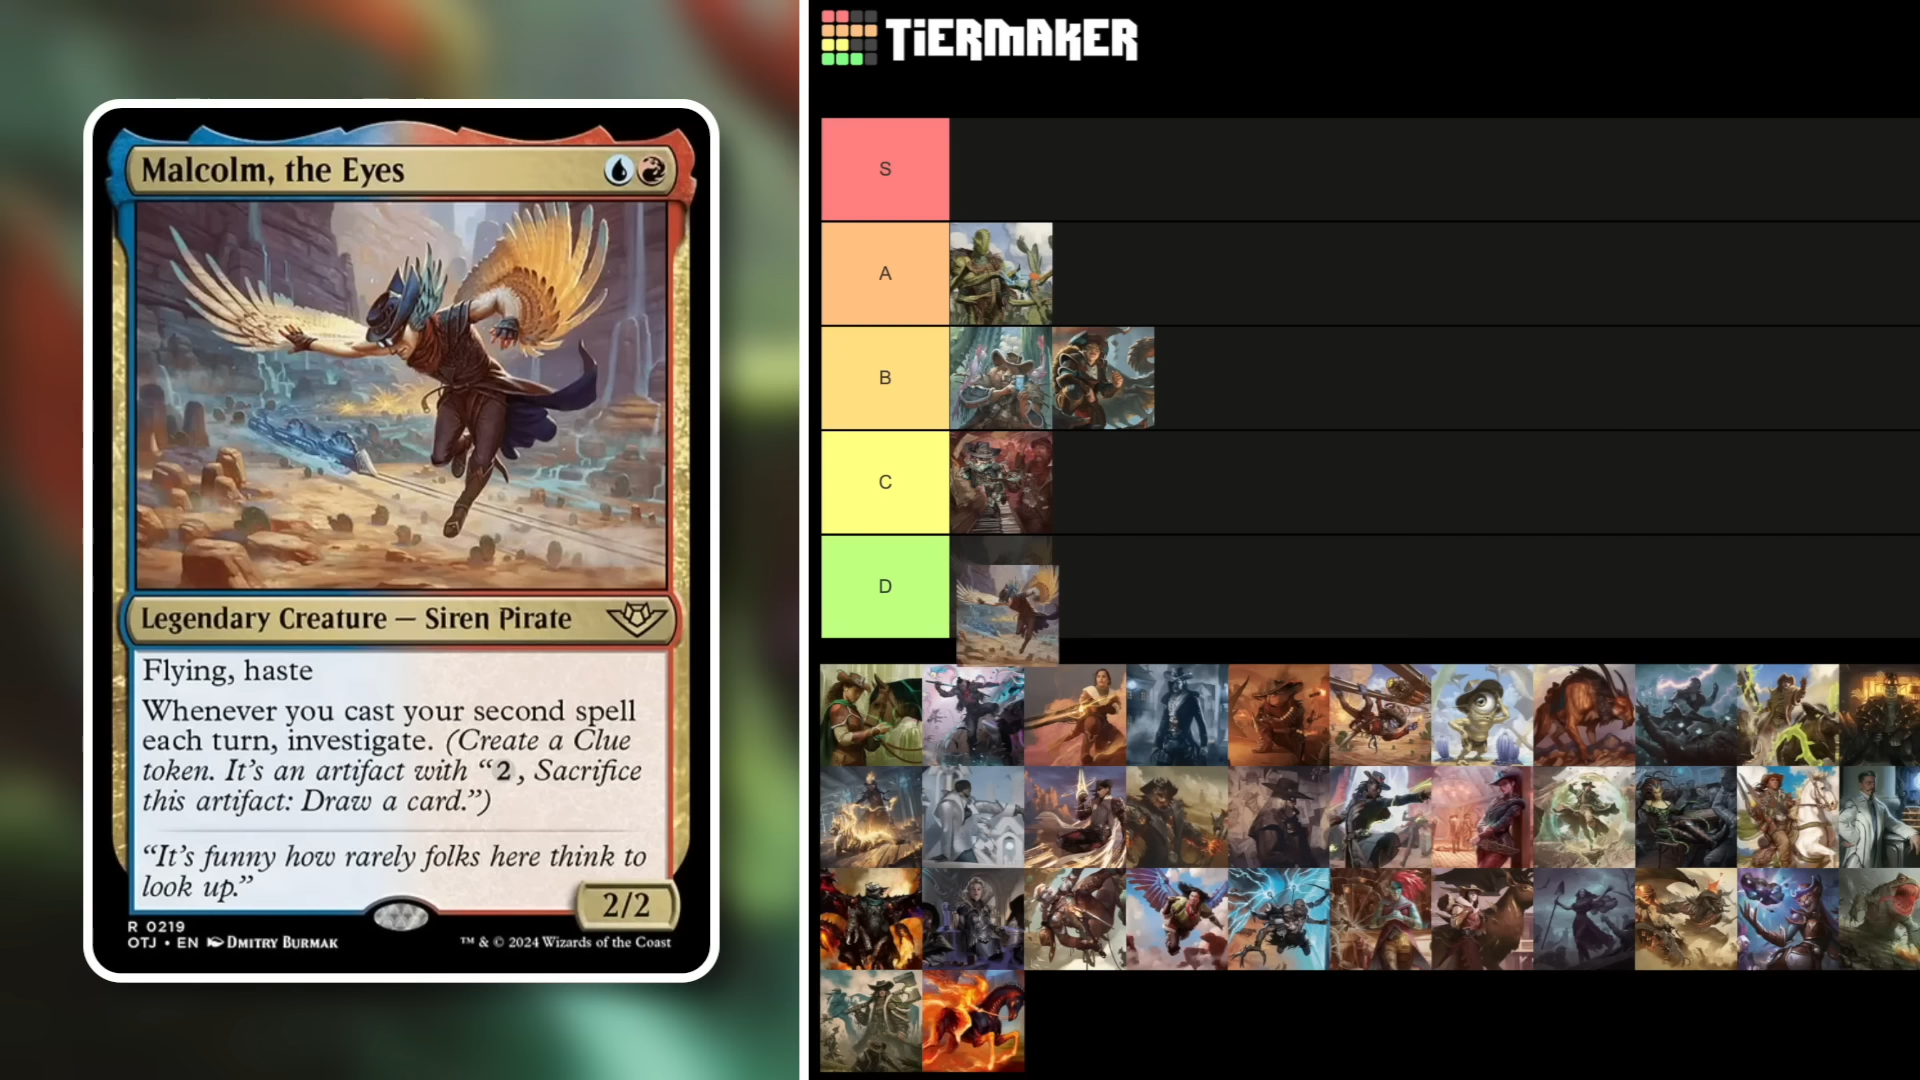 Malcolm, the Eyes
Legendary Creature — Siren Pirate
Flying, haste
Whenever you cast your second spell
each turn, investigate. (Create a Clue
token. It's an artifact with “2, Sacrifice
this artifact: Draw a card.”)
“It's funny how rarely folks here think to
look up.”
2/2
R 0219
OTJ • EN DMITRY BURMAK
™ & © 2024 Wizards of the Coast
TIERMAKER
S
A
B
C
D